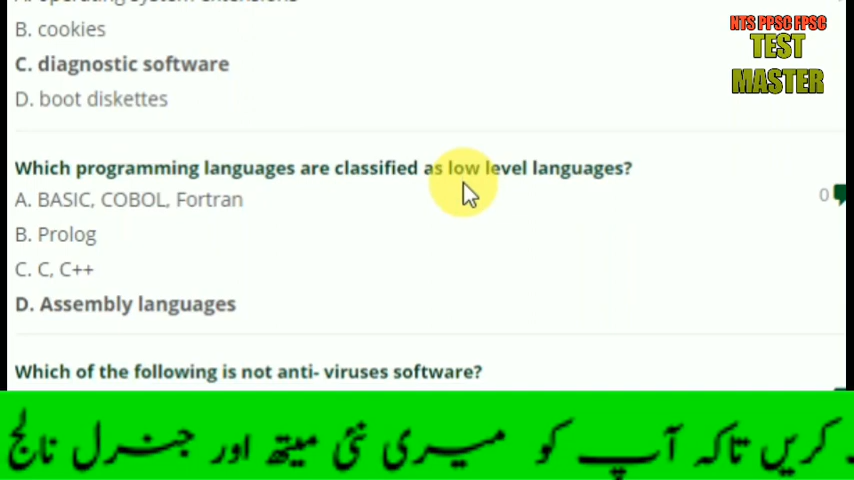 B. cookies
C. diagnostic software
D. boot diskettes
Which programming languages are classified as low level languages?
A. BASIC, COBOL, Fortran
0
B. Prolog
C. C, C++
D. Assembly languages
Which of the following is not anti- viruses software?
NTS PPSC FPSC
TEST
MASTER
کریں تاکہ آپ کو میری نئی میتھ اور جنرل نالج